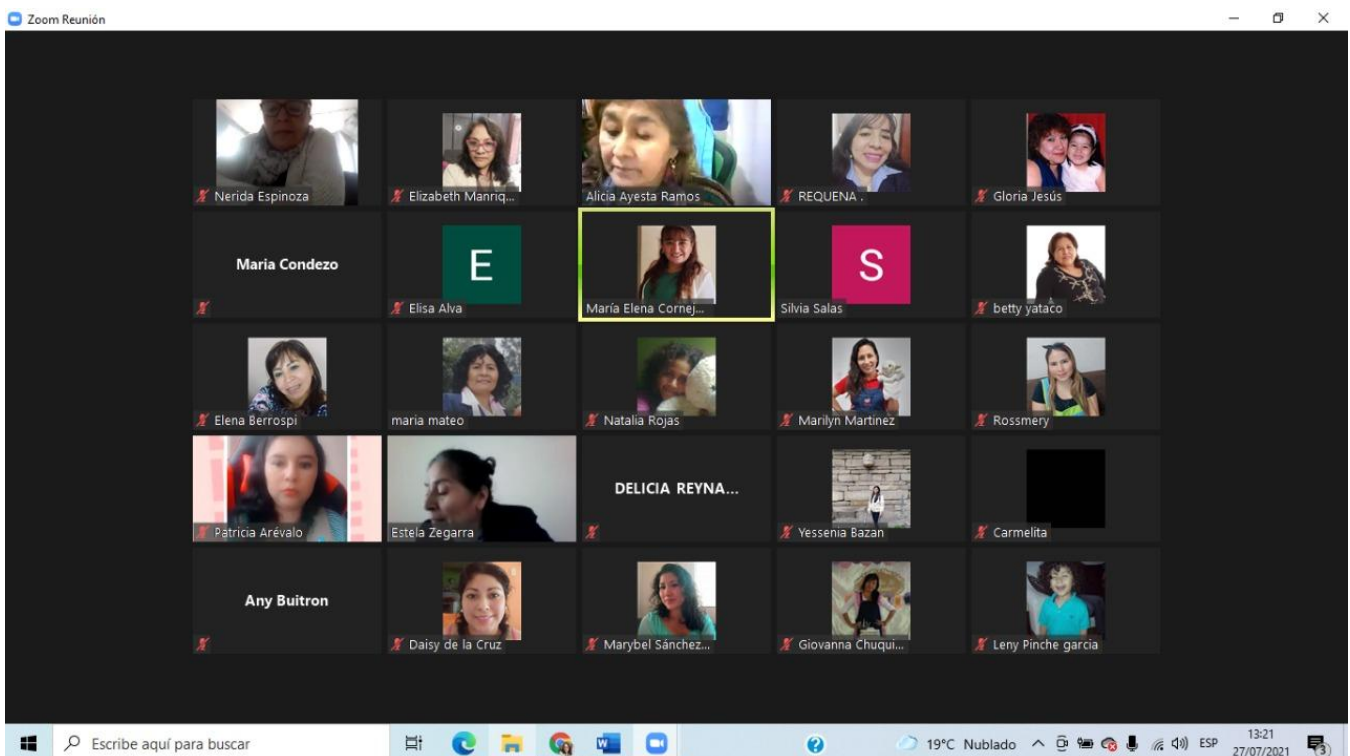 Zoom Reunión
Nerida Espinoza
Elizabeth Manriq...
Alicia Ayesta Ramos
REQUENA .
Gloria Jesús
Maria Condezo
E
Elisa Alva
María Elena Cornej...
S
Silvia Salas
betty yataco
Elena Berrospi
maria mateo
Natalia Rojas
Marilyn Martinez
Rossmery
Patricia Arévalo
Estela Zegarra
DELICIA REYNA...
Yessenia Bazan
Carmelita
Any Buitron
Daisy de la Cruz
Marybel Sánchez...
Giovanna Chuqui...
Leny Pinche garcia
Escribe aquí para buscar
19°C Nublado
ESP
13:21
27/07/2021
3